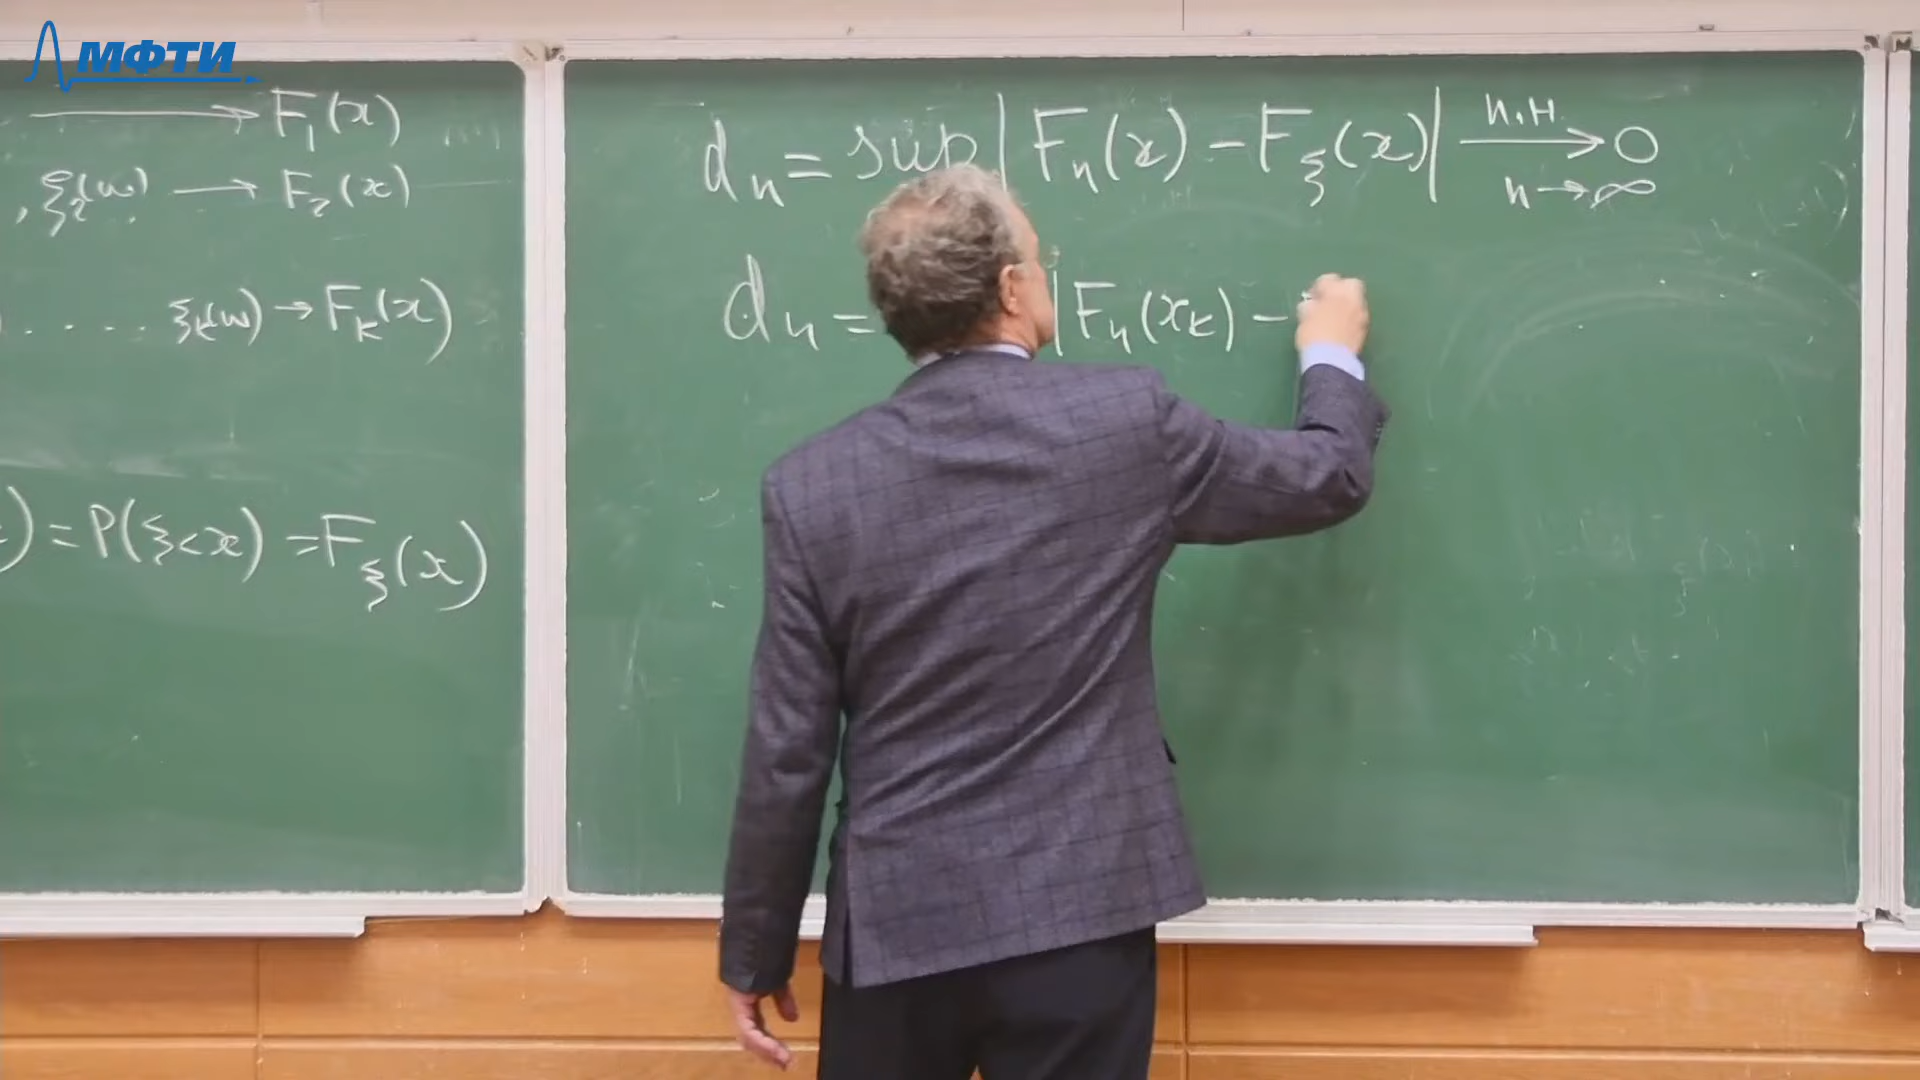 МФТИ
⟶ F₁(x)
, ξ₂(ω) ⟶ F₂(x)
. . . . ξₖ(ω) → Fₖ(x)
) = P(ξ<x) = F_ξ(x)
dₙ = sup |Fₙ(x) − F_ξ(x)| п.н. ⟶ 0
n→∞
dₙ = |Fₙ(xₖ) −